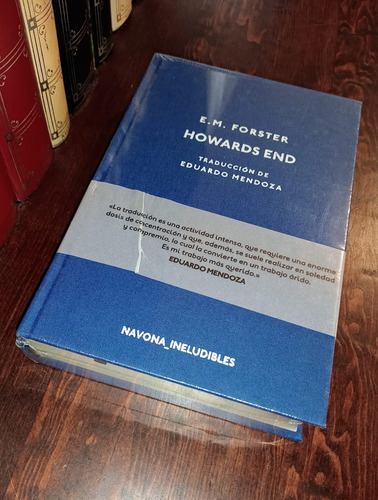 E.M. FORSTER
HOWARDS END
TRADUCCIÓN DE
EDUARDO MENDOZA
«La traducción es una actividad intensa, que requiere una enorme
dosis de concentración y que, además, se suele realizar en soledad
y compromiso, lo cual la convierte en un trabajo árido.
Es mi trabajo más querido.»
EDUARDO MENDOZA
NAVONA_INELUDIBLES